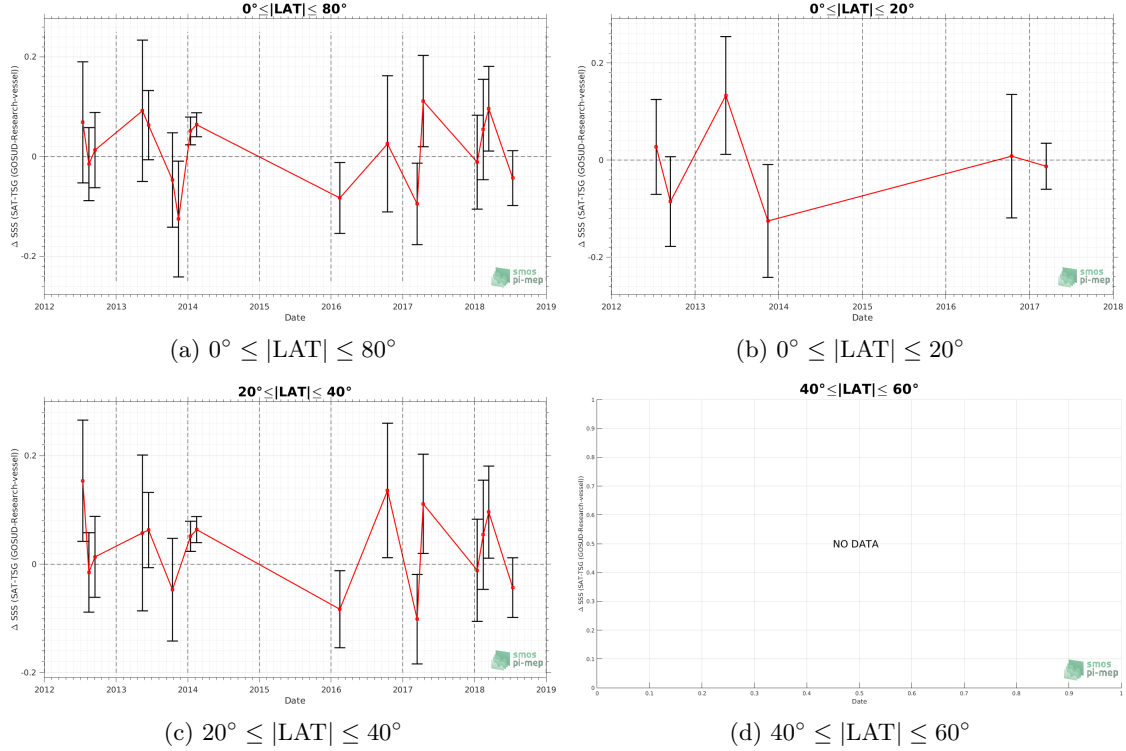 0°≤|LAT|≤ 80°
Δ SSS (SAT-TSG (GOSUD-Research-vessel))
0.2
0
-0.2
2012 2013 2014 2015 2016 2017 2018 2019
Date
smos
pi-mep
(a) 0° ≤ |LAT| ≤ 80°
0°≤|LAT|≤ 20°
Δ SSS (SAT-TSG (GOSUD-Research-vessel))
0.2
0
-0.2
2012 2013 2014 2015 2016 2017 2018
Date
smos
pi-mep
(b) 0° ≤ |LAT| ≤ 20°
20°≤|LAT|≤ 40°
Δ SSS (SAT-TSG (GOSUD-Research-vessel))
0.2
0
-0.2
2012 2013 2014 2015 2016 2017 2018 2019
Date
smos
pi-mep
(c) 20° ≤ |LAT| ≤ 40°
40°≤|LAT|≤ 60°
Δ SSS (SAT-TSG (GOSUD-Research-vessel))
1
0.9
0.8
0.7
0.6
0.5
0.4
0.3
0.2
0.1
0
NO DATA
0 0.1 0.2 0.3 0.4 0.5 0.6 0.7 0.8 0.9 1
Date
smos
pi-mep
(d) 40° ≤ |LAT| ≤ 60°